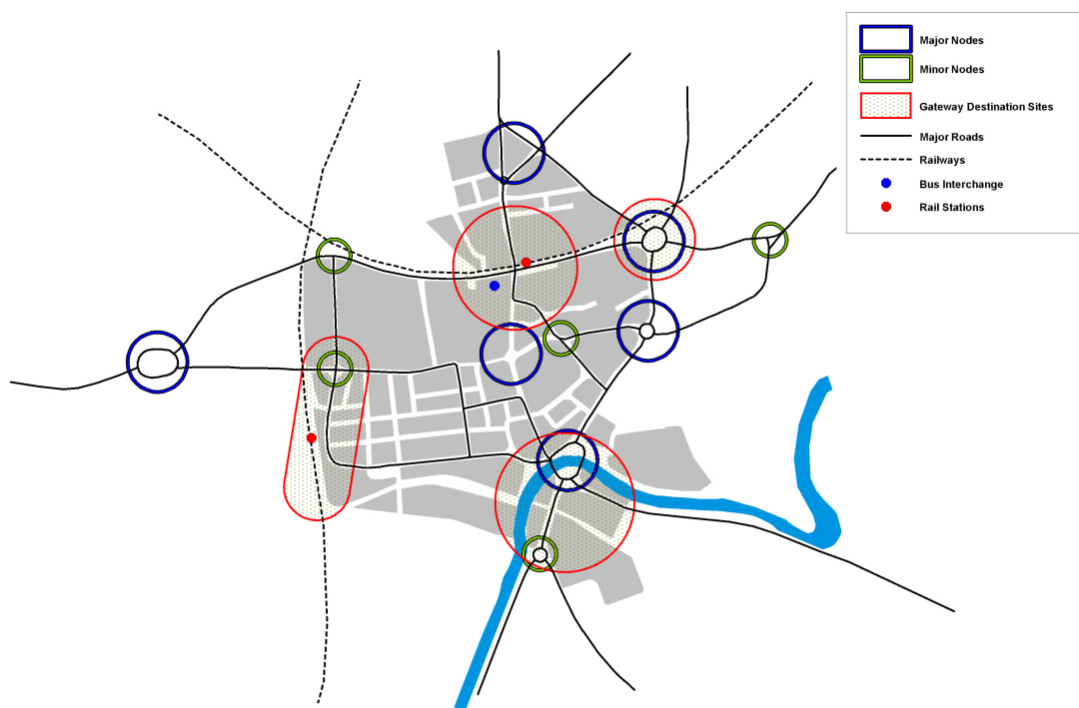 Major Nodes
Minor Nodes
Gateway Destination Sites
Major Roads
Railways
Bus Interchange
Rail Stations